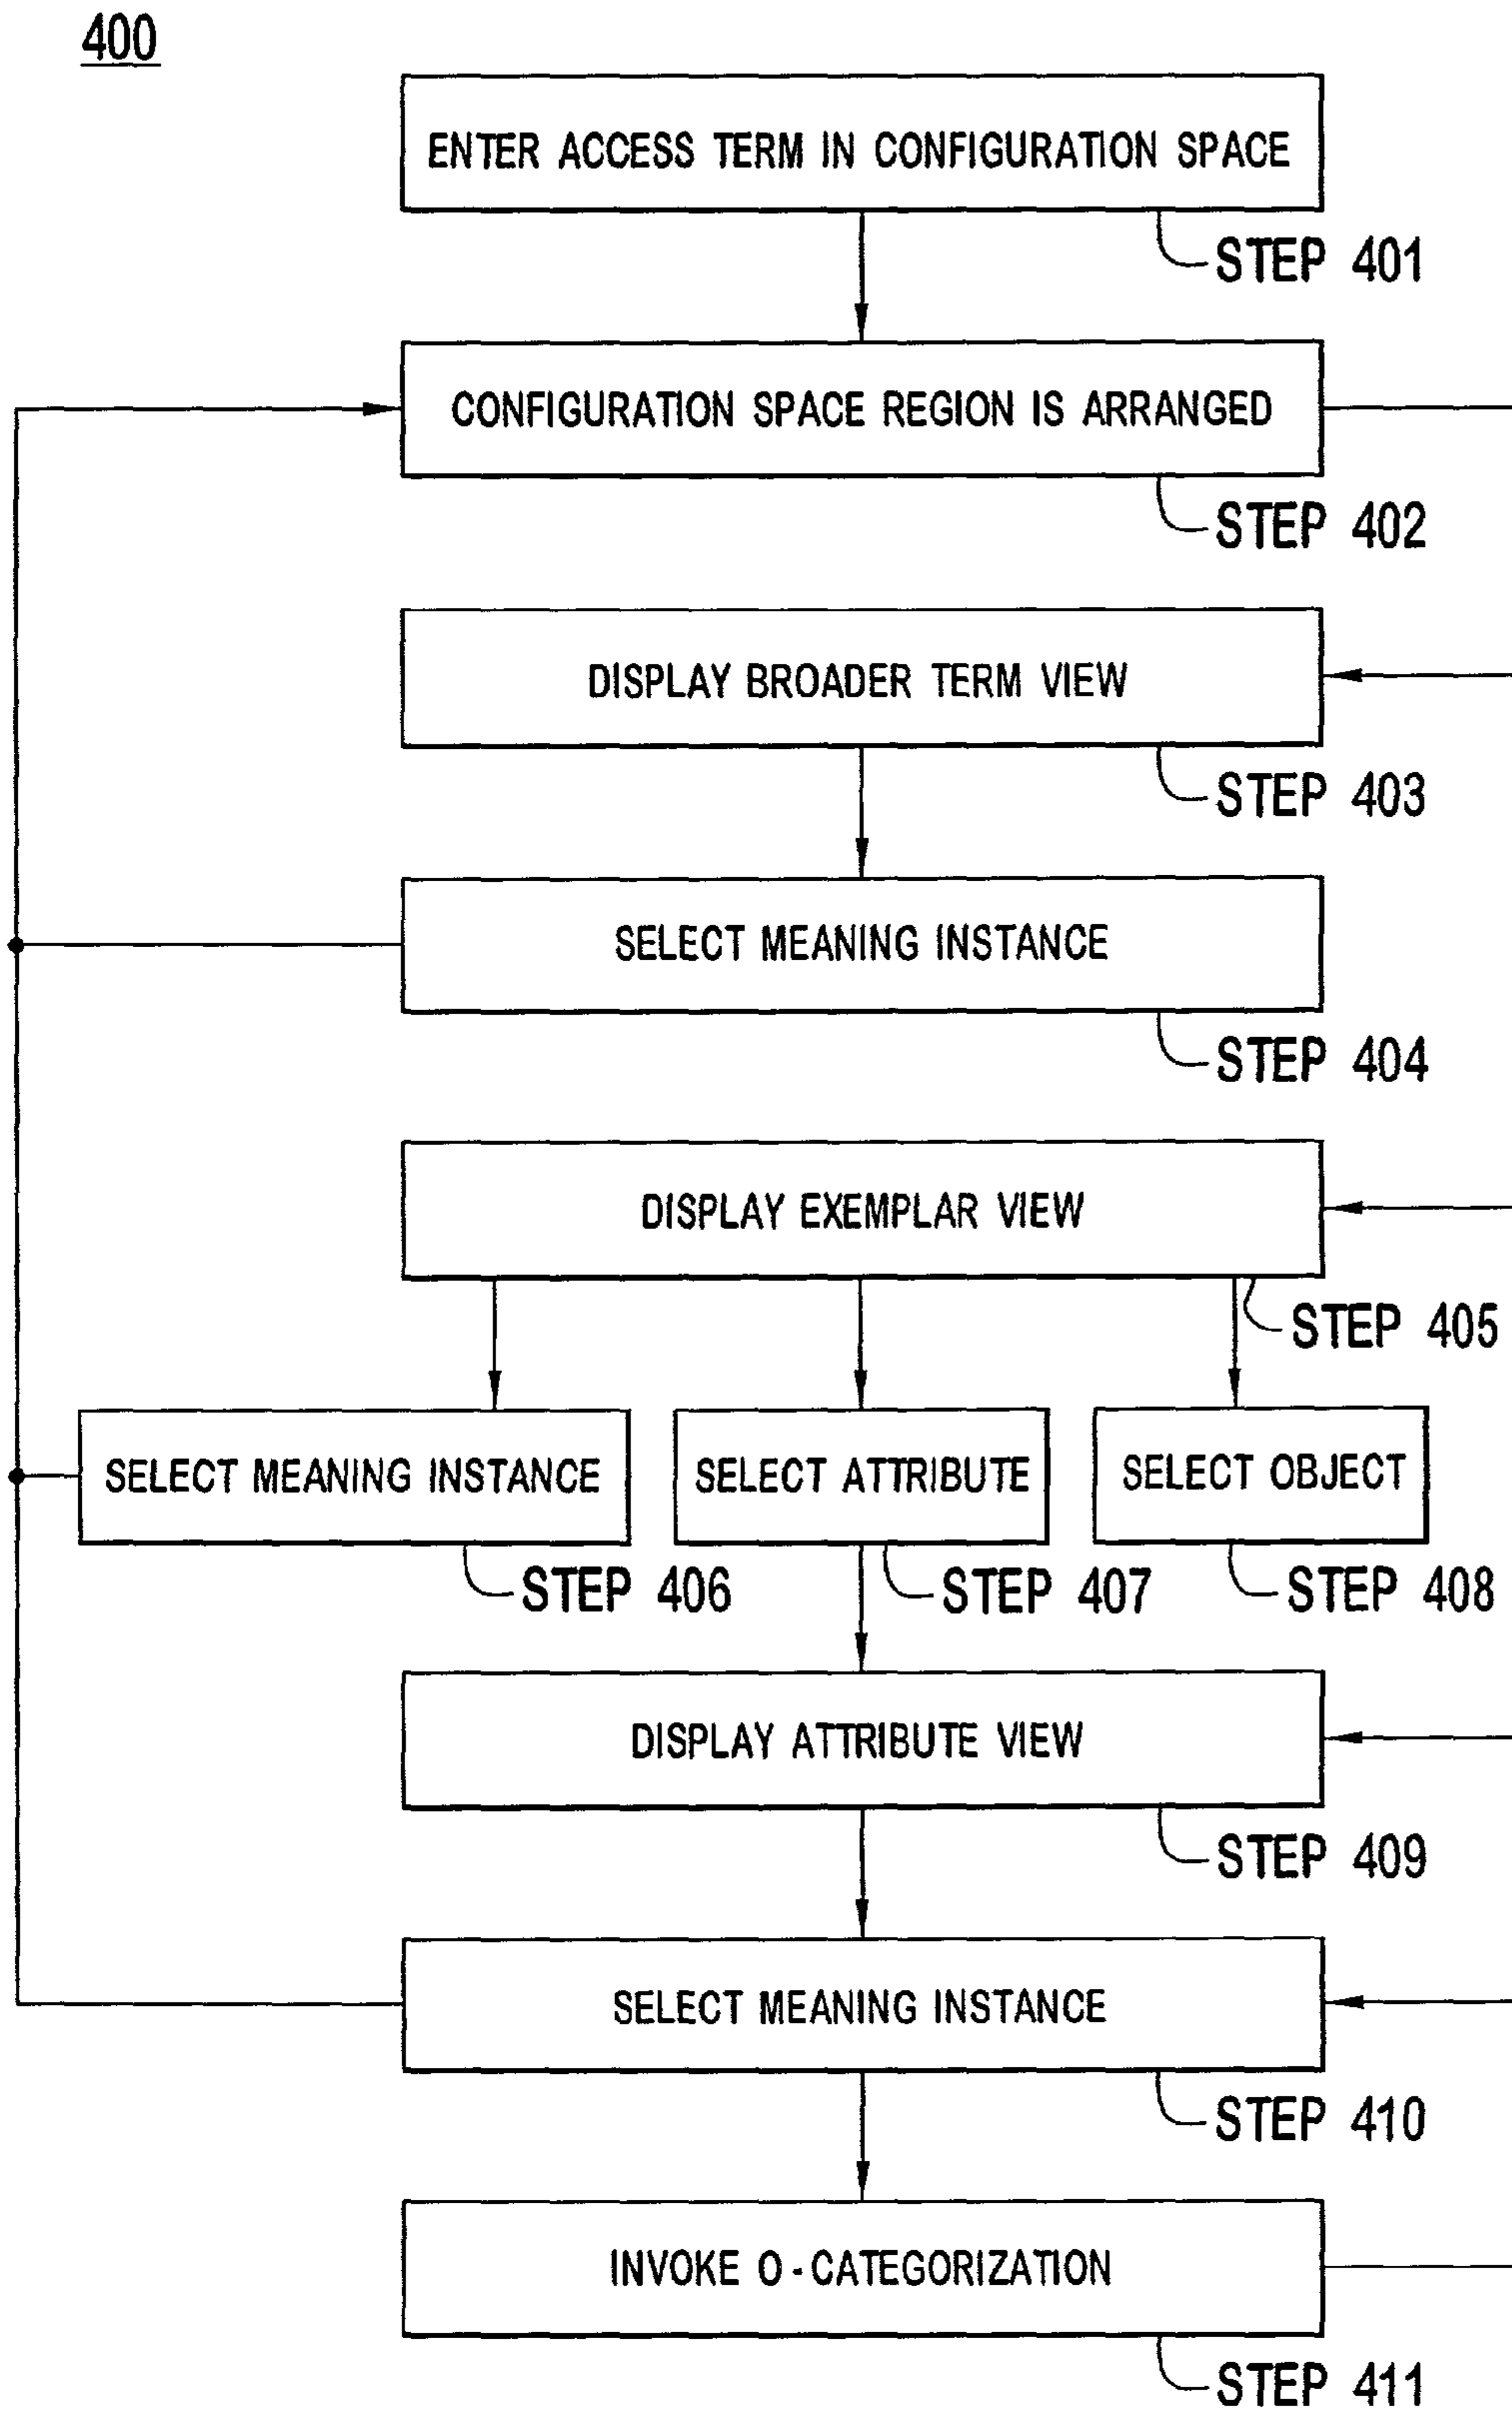 400
ENTER ACCESS TERM IN CONFIGURATION SPACE
STEP 401
CONFIGURATION SPACE REGION IS ARRANGED
STEP 402
DISPLAY BROADER TERM VIEW
STEP 403
SELECT MEANING INSTANCE
STEP 404
DISPLAY EXEMPLAR VIEW
STEP 405
SELECT MEANING INSTANCE
SELECT ATTRIBUTE
SELECT OBJECT
STEP 406
STEP 407
STEP 408
DISPLAY ATTRIBUTE VIEW
STEP 409
SELECT MEANING INSTANCE
STEP 410
INVOKE O-CATEGORIZATION
STEP 411